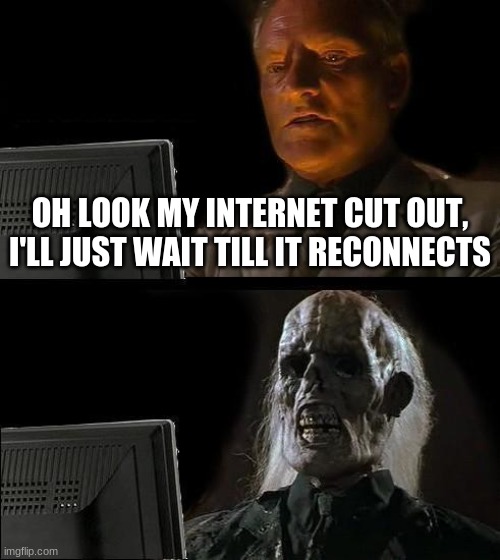 OH LOOK MY INTERNET CUT OUT,
I'LL JUST WAIT TILL IT RECONNECTS
imgflip.com